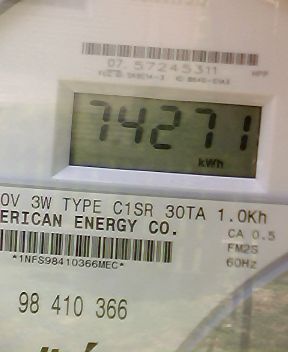 07 57245311
74271
kWh
0V 3W TYPE C1SR 30TA 1.0Kh
ERICAN ENERGY CO.
CA 0.5
FM2S
60Hz
*1NFS98410366MEC*
98 410 366